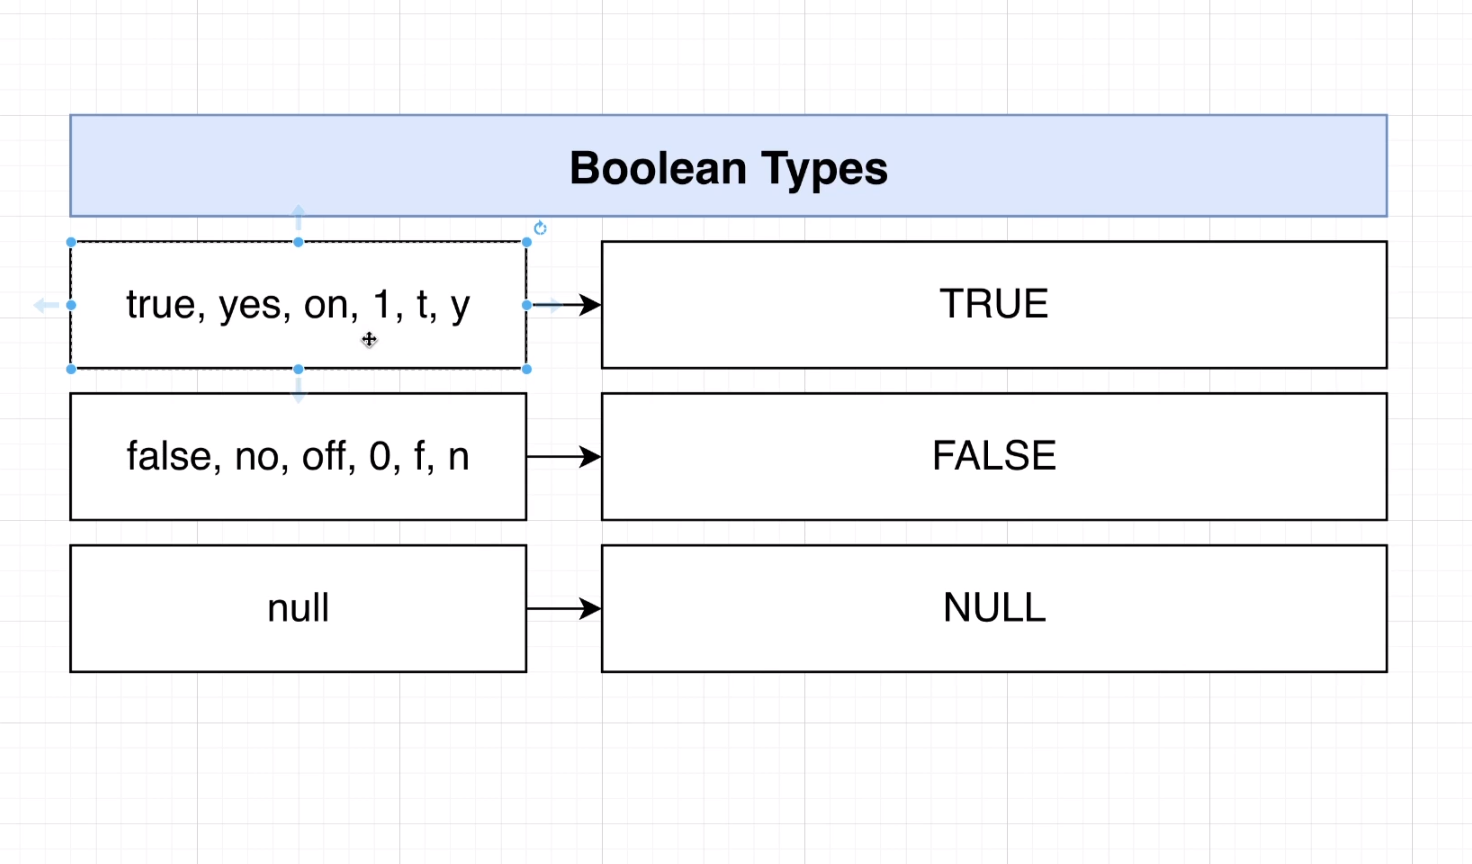 Boolean Types
true, yes, on, 1, t, y
TRUE
false, no, off, 0, f, n
FALSE
null
NULL